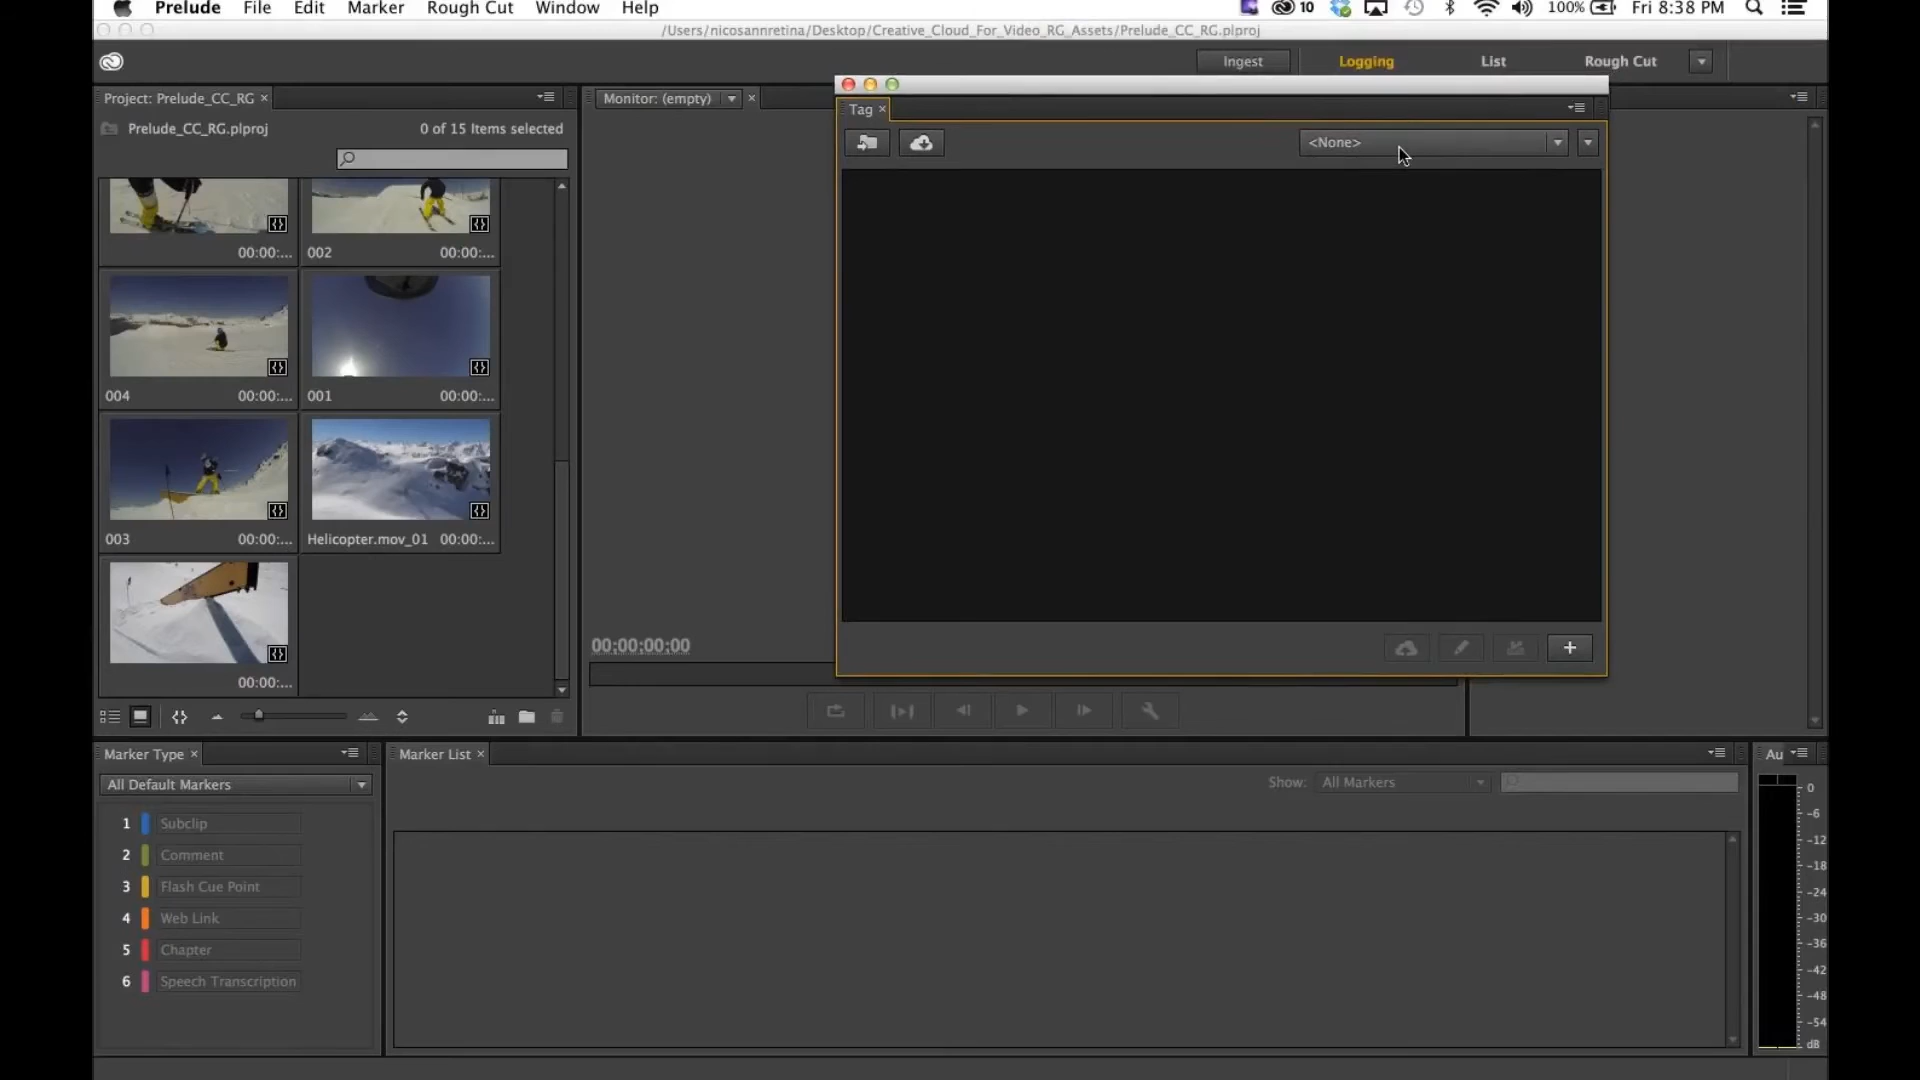 Prelude File Edit Marker Rough Cut Window Help 10 100% Fri 8:38 PM
/Users/nicosannretina/Desktop/Creative_Cloud_For_Video_RG_Assets/Prelude_CC_RG.plproj
Ingest Logging List Rough Cut
Project: Prelude_CC_RG
Monitor: (empty)
Tag
Prelude_CC_RG.plproj 0 of 15 Items selected
<None>
00:00:...
002 00:00:...
004 00:00:...
001 00:00:...
003 00:00:...
Helicopter.mov_01 00:00:...
00:00:...
00;00;00;00
Marker Type
Marker List
Au
All Default Markers
Show: All Markers
1 Subclip
2 Comment
3 Flash Cue Point
4 Web Link
5 Chapter
6 Speech Transcription
0
-6
-12
-18
-24
-30
-36
-42
-48
-54
dB